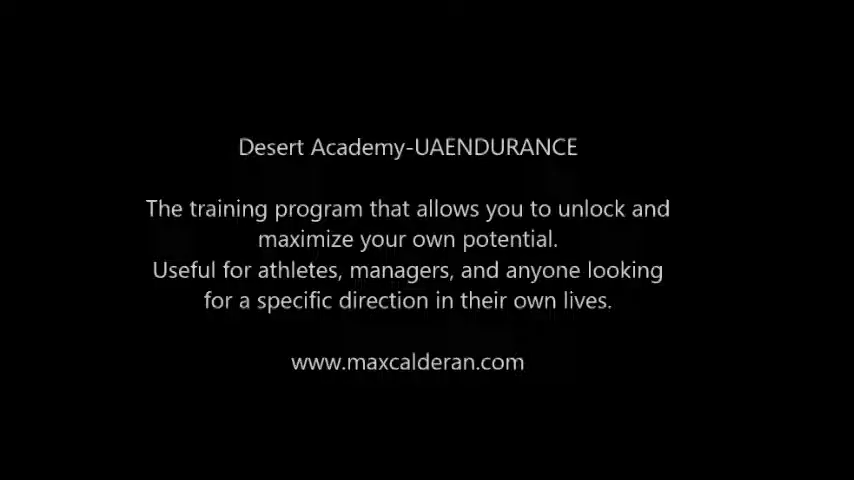 Desert Academy-UAENDURANCE
The training program that allows you to unlock and
maximize your own potential.
Useful for athletes, managers, and anyone looking
for a specific direction in their own lives.
www.maxcalderan.com